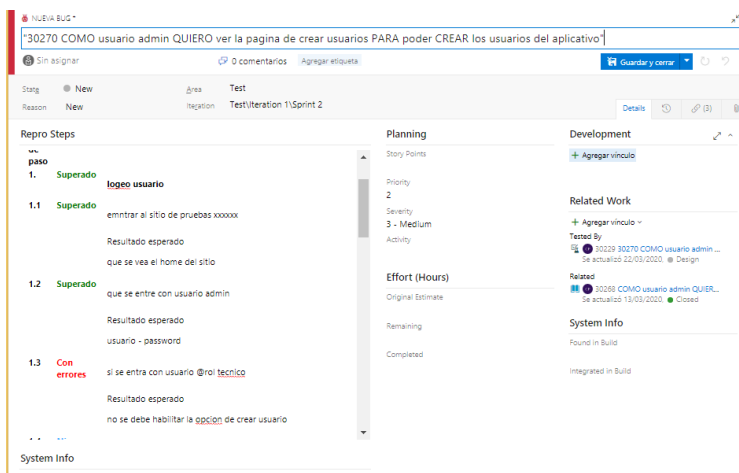 NUEVA BUG *
"30270 COMO usuario admin QUIERO ver la pagina de crear usuarios PARA poder CREAR los usuarios del aplicativo"
Sin asignar
0 comentarios
Agregar etiqueta
Guardar y cerrar
State
New
Area
Test
Reason
New
Iteration
Test\Iteration 1\Sprint 2
Details
(3)
Repro Steps
paso
1. Superado
logeo usuario
1.1 Superado
emntrar al sitio de pruebas xxxxxx
Resultado esperado
que se vea el home del sitio
1.2 Superado
que se entre con usuario admin
Resultado esperado
usuario - password
1.3 Con errores
si se entra con usuario @rol tecnico
Resultado esperado
no se debe habilitar la opcion de crear usuario
System Info
Planning
Story Points
Priority
2
Severity
3 - Medium
Activity
Effort (Hours)
Original Estimate
Remaining
Completed
Development
+ Agregar vínculo
Related Work
+ Agregar vínculo
Tested By
30229 30270 COMO usuario admin ...
Se actualizó 22/03/2020, Design
Related
30268 COMO usuario admin QUIER...
Se actualizó 13/03/2020, Closed
System Info
Found in Build
Integrated in Build